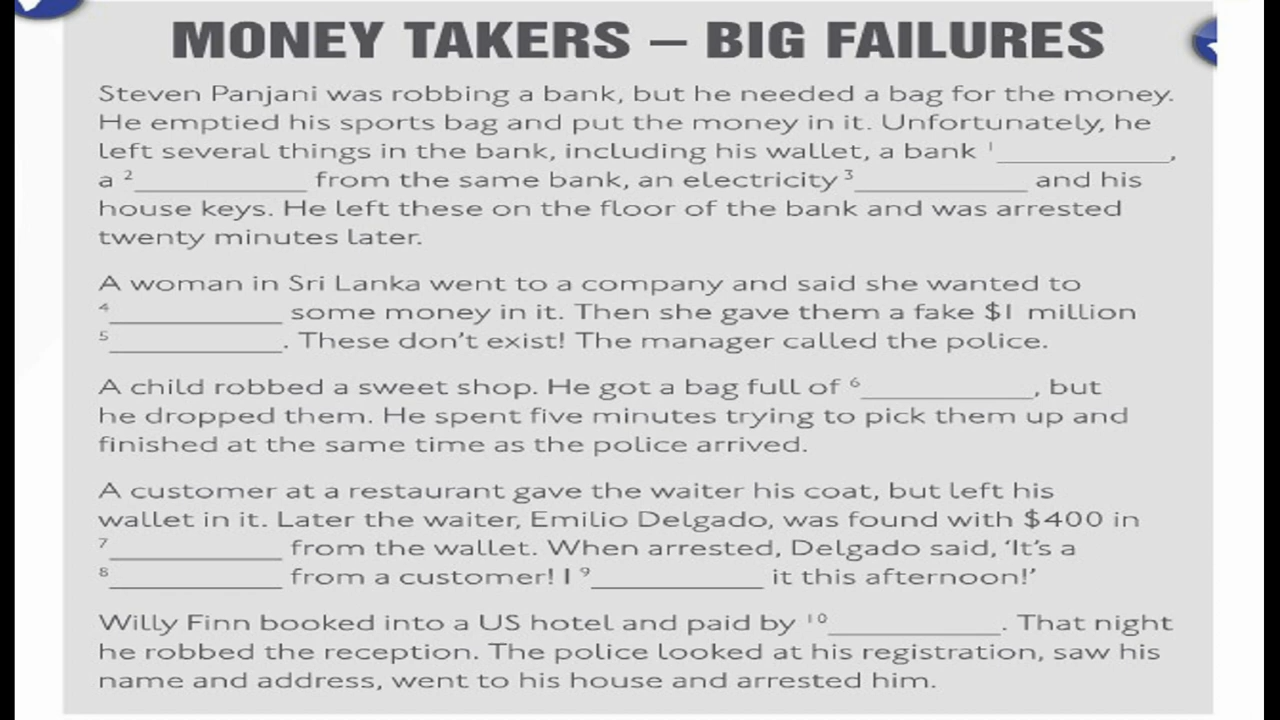 MONEY TAKERS – BIG FAILURES
Steven Panjani was robbing a bank, but he needed a bag for the money.
He emptied his sports bag and put the money in it. Unfortunately, he
left several things in the bank, including his wallet, a bank ¹____________,
a ²____________ from the same bank, an electricity ³____________ and his
house keys. He left these on the floor of the bank and was arrested
twenty minutes later.
A woman in Sri Lanka went to a company and said she wanted to
⁴____________ some money in it. Then she gave them a fake $1 million
⁵____________. These don't exist! The manager called the police.
A child robbed a sweet shop. He got a bag full of ⁶____________, but
he dropped them. He spent five minutes trying to pick them up and
finished at the same time as the police arrived.
A customer at a restaurant gave the waiter his coat, but left his
wallet in it. Later the waiter, Emilio Delgado, was found with $400 in
⁷____________ from the wallet. When arrested, Delgado said, ‘It's a
⁸____________ from a customer! I ⁹____________ it this afternoon!’
Willy Finn booked into a US hotel and paid by ¹⁰____________. That night
he robbed the reception. The police looked at his registration, saw his
name and address, went to his house and arrested him.